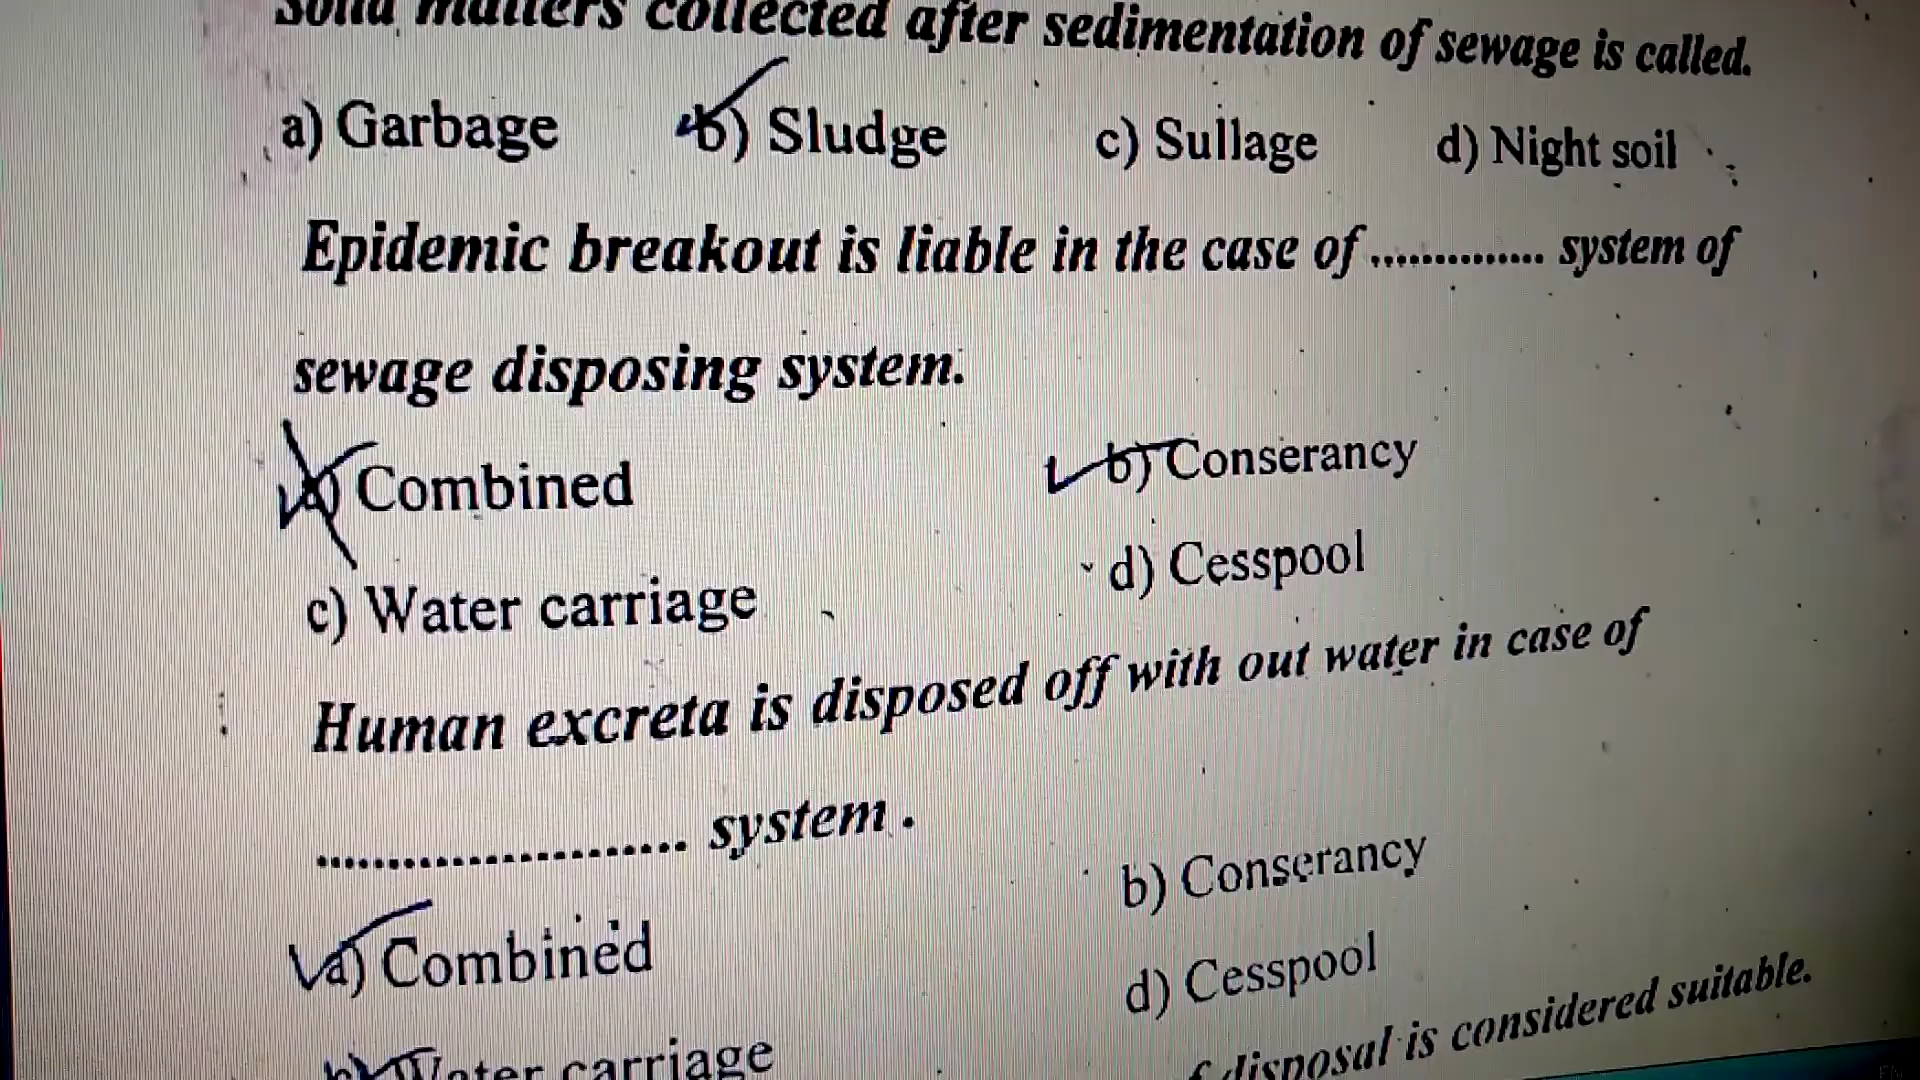 Solid matters collected after sedimentation of sewage is called.
a) Garbage b) Sludge c) Sullage d) Night soil
Epidemic breakout is liable in the case of .............. system of
sewage disposing system.
a) Combined b) Conserancy
c) Water carriage d) Cesspool
Human excreta is disposed off with out water in case of
....................... system .
a) Combined b) Conserancy
d) Cesspool
Water carriage
disposal is considered suitable.